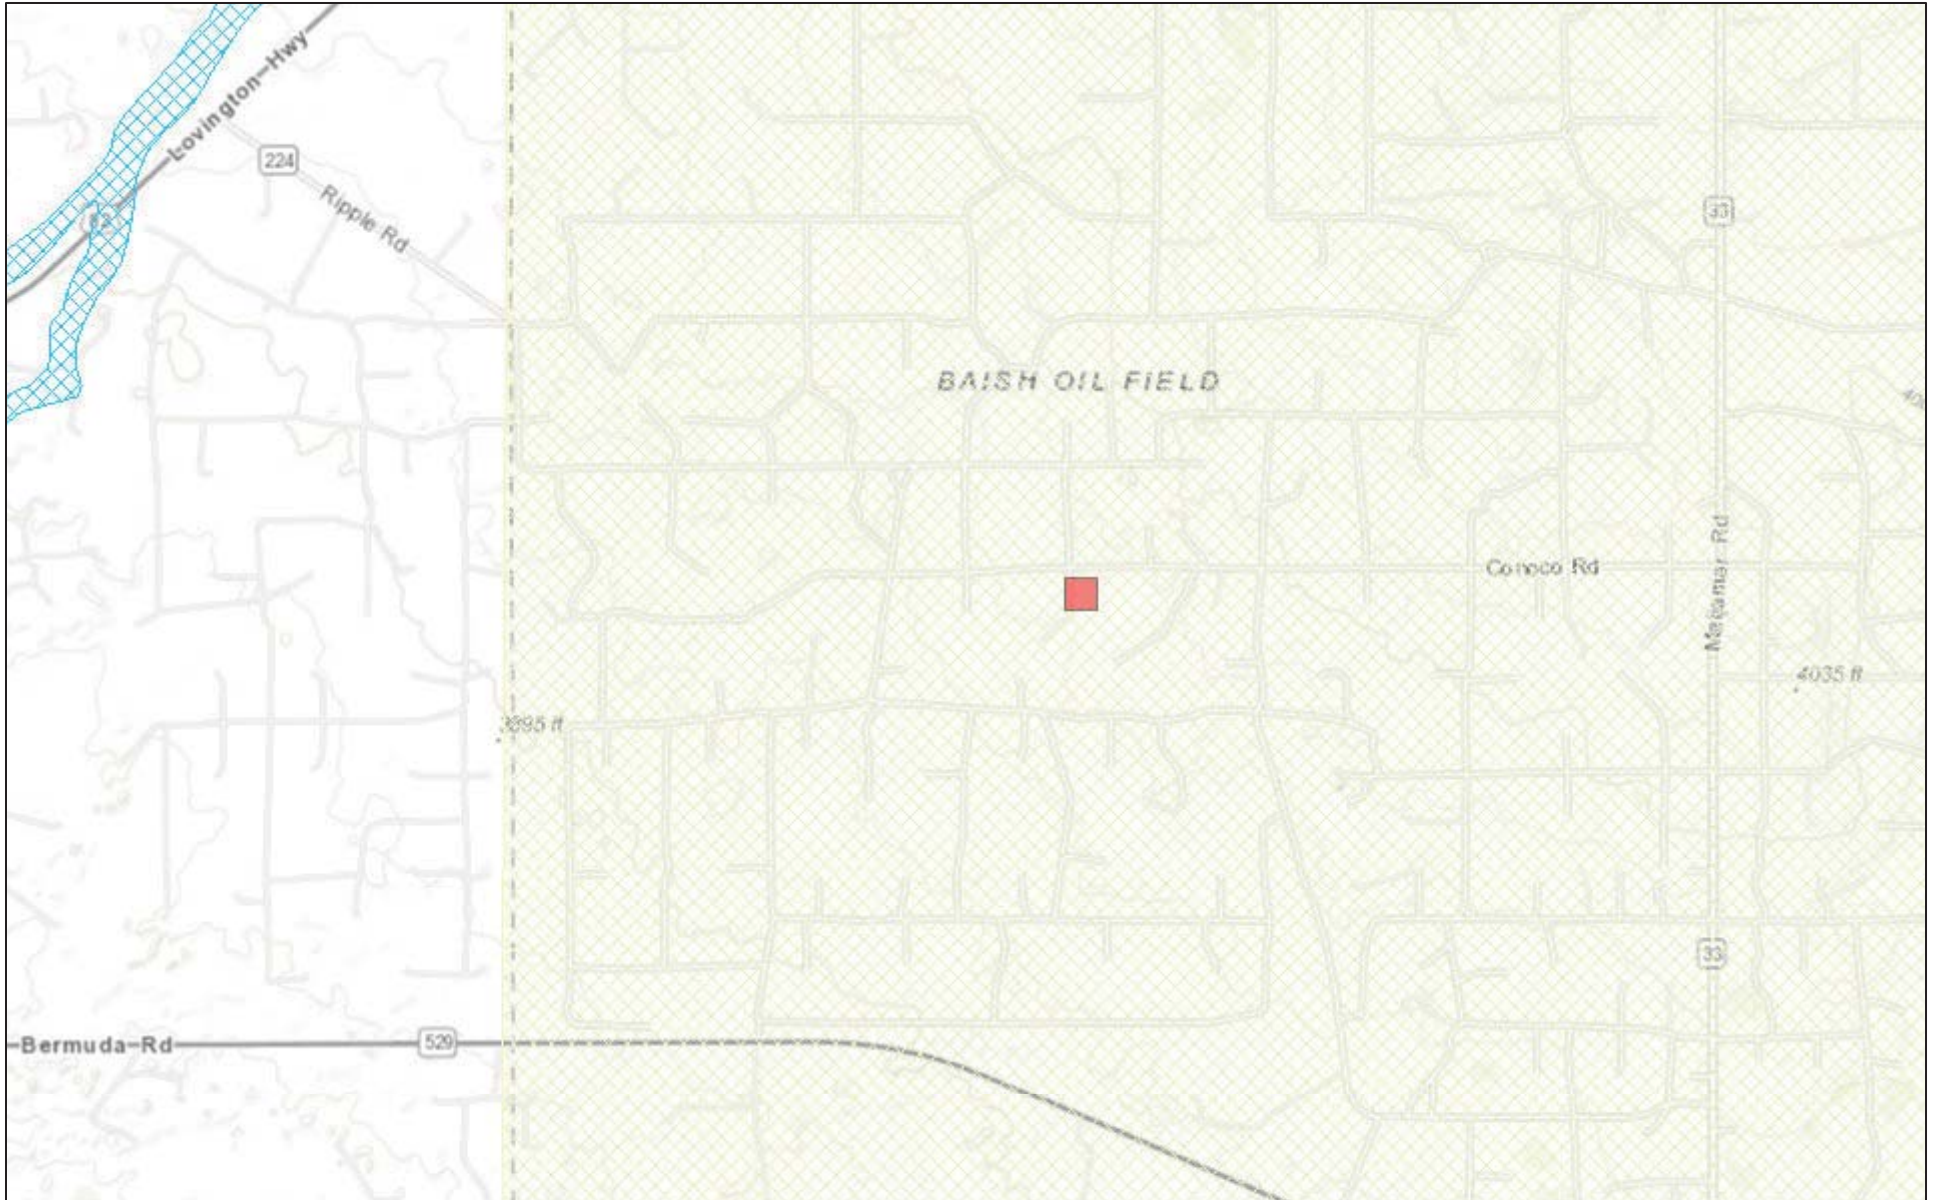 Lovington Hwy
224
Ripple Rd
82
33
BAISH OIL FIELD
Conoco Rd
Maljamar Rd
4035 ft
3995 ft
33
Bermuda Rd
529